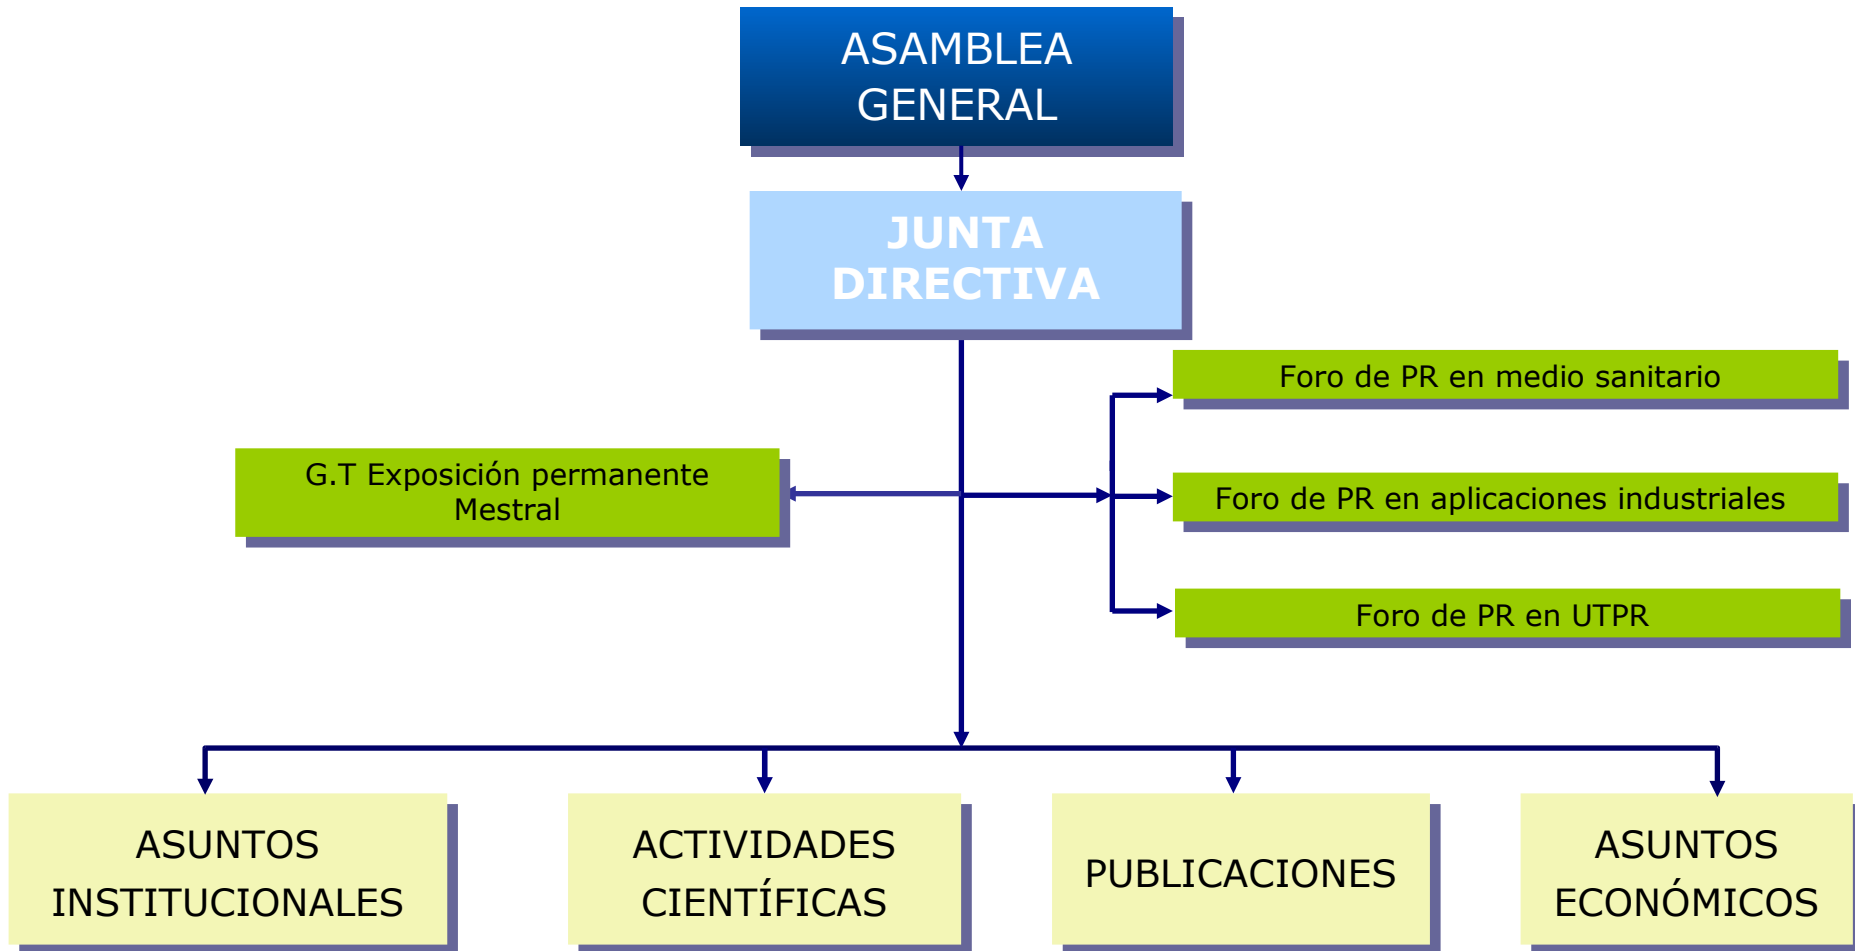 ASAMBLEA
GENERAL
JUNTA
DIRECTIVA
Foro de PR en medio sanitario
G.T Exposición permanente
Mestral
Foro de PR en aplicaciones industriales
Foro de PR en UTPR
ASUNTOS
INSTITUCIONALES
ACTIVIDADES
CIENTÍFICAS
PUBLICACIONES
ASUNTOS
ECONÓMICOS